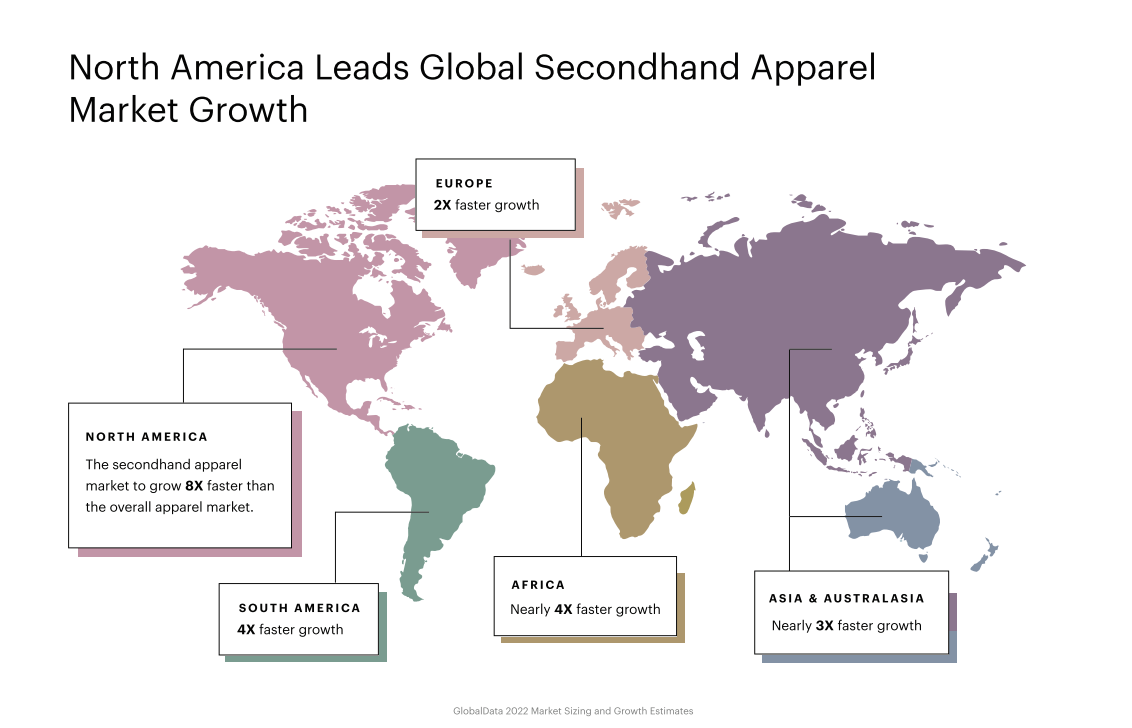 North America Leads Global Secondhand Apparel
Market Growth
EUROPE
2X faster growth
NORTH AMERICA
The secondhand apparel
market to grow 8X faster than
the overall apparel market.
SOUTH AMERICA
4X faster growth
AFRICA
Nearly 4X faster growth
ASIA & AUSTRALASIA
Nearly 3X faster growth
GlobalData 2022 Market Sizing and Growth Estimates